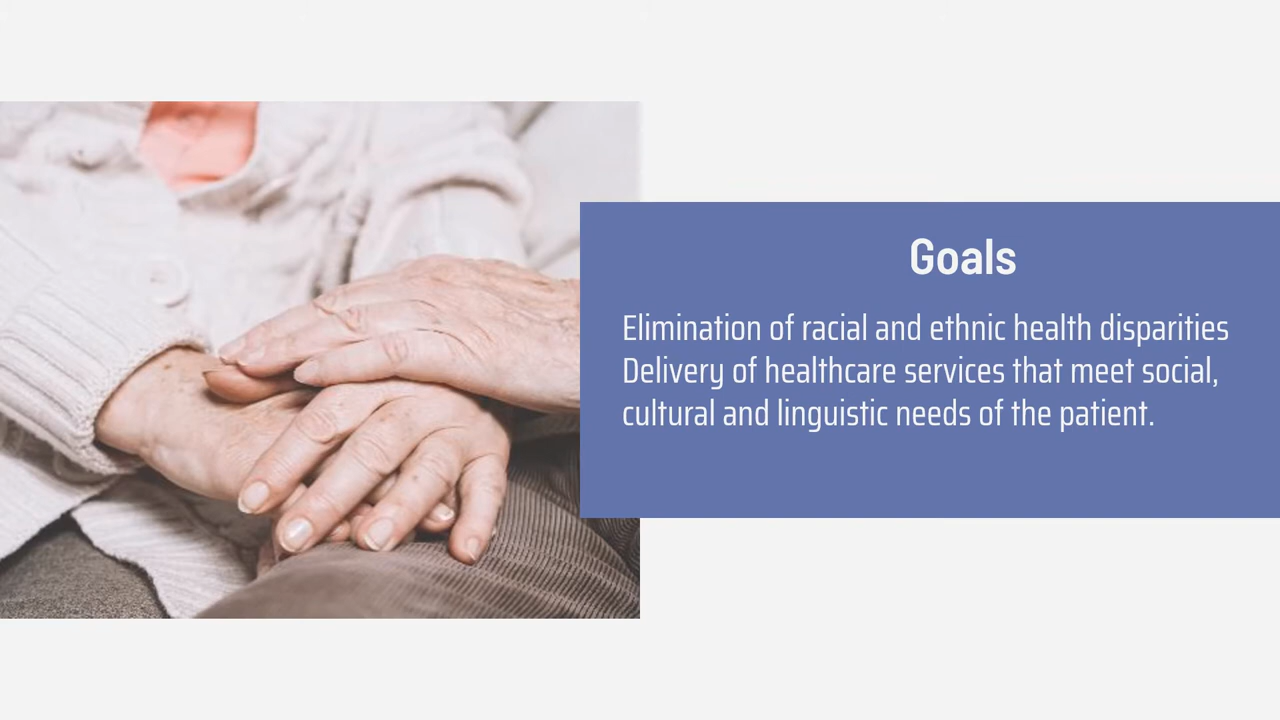 Goals
Elimination of racial and ethnic health disparities
Delivery of healthcare services that meet social,
cultural and linguistic needs of the patient.